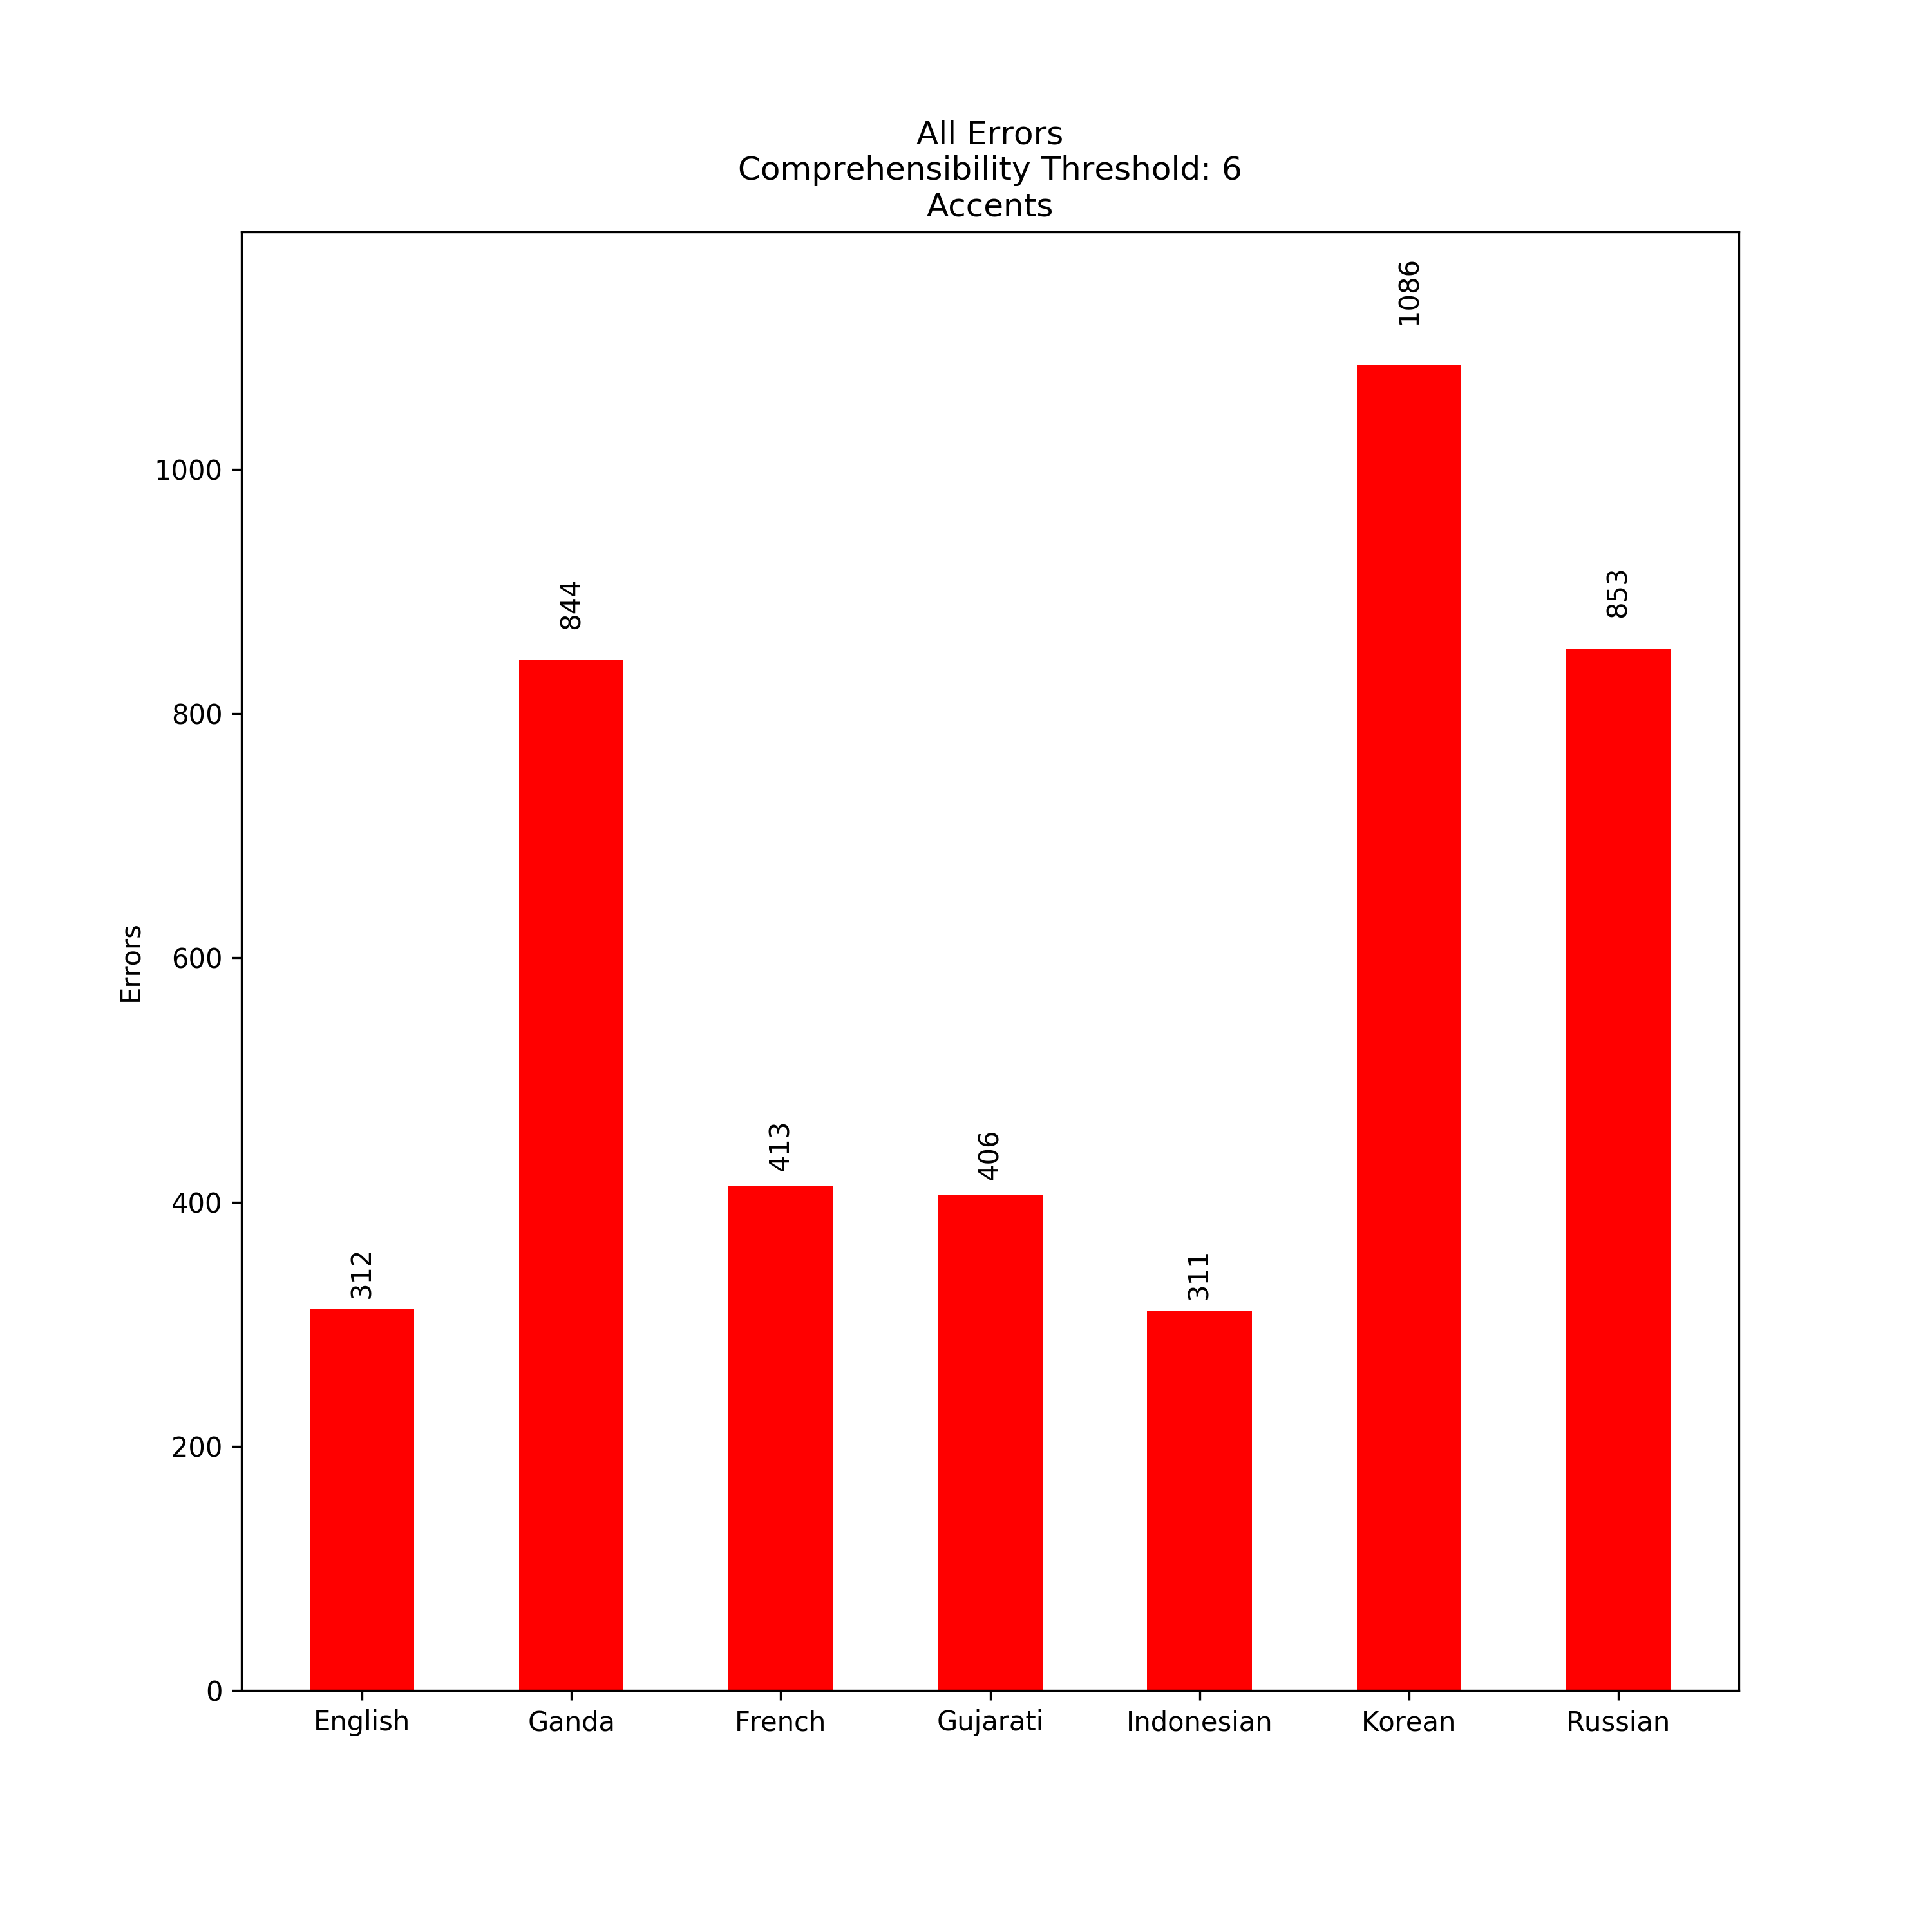 All Errors
Comprehensibility Threshold: 6
Accents
1086
1000
853
844
800
600
Errors
413
406
400
312
311
200
0
English Ganda French Gujarati Indonesian Korean Russian